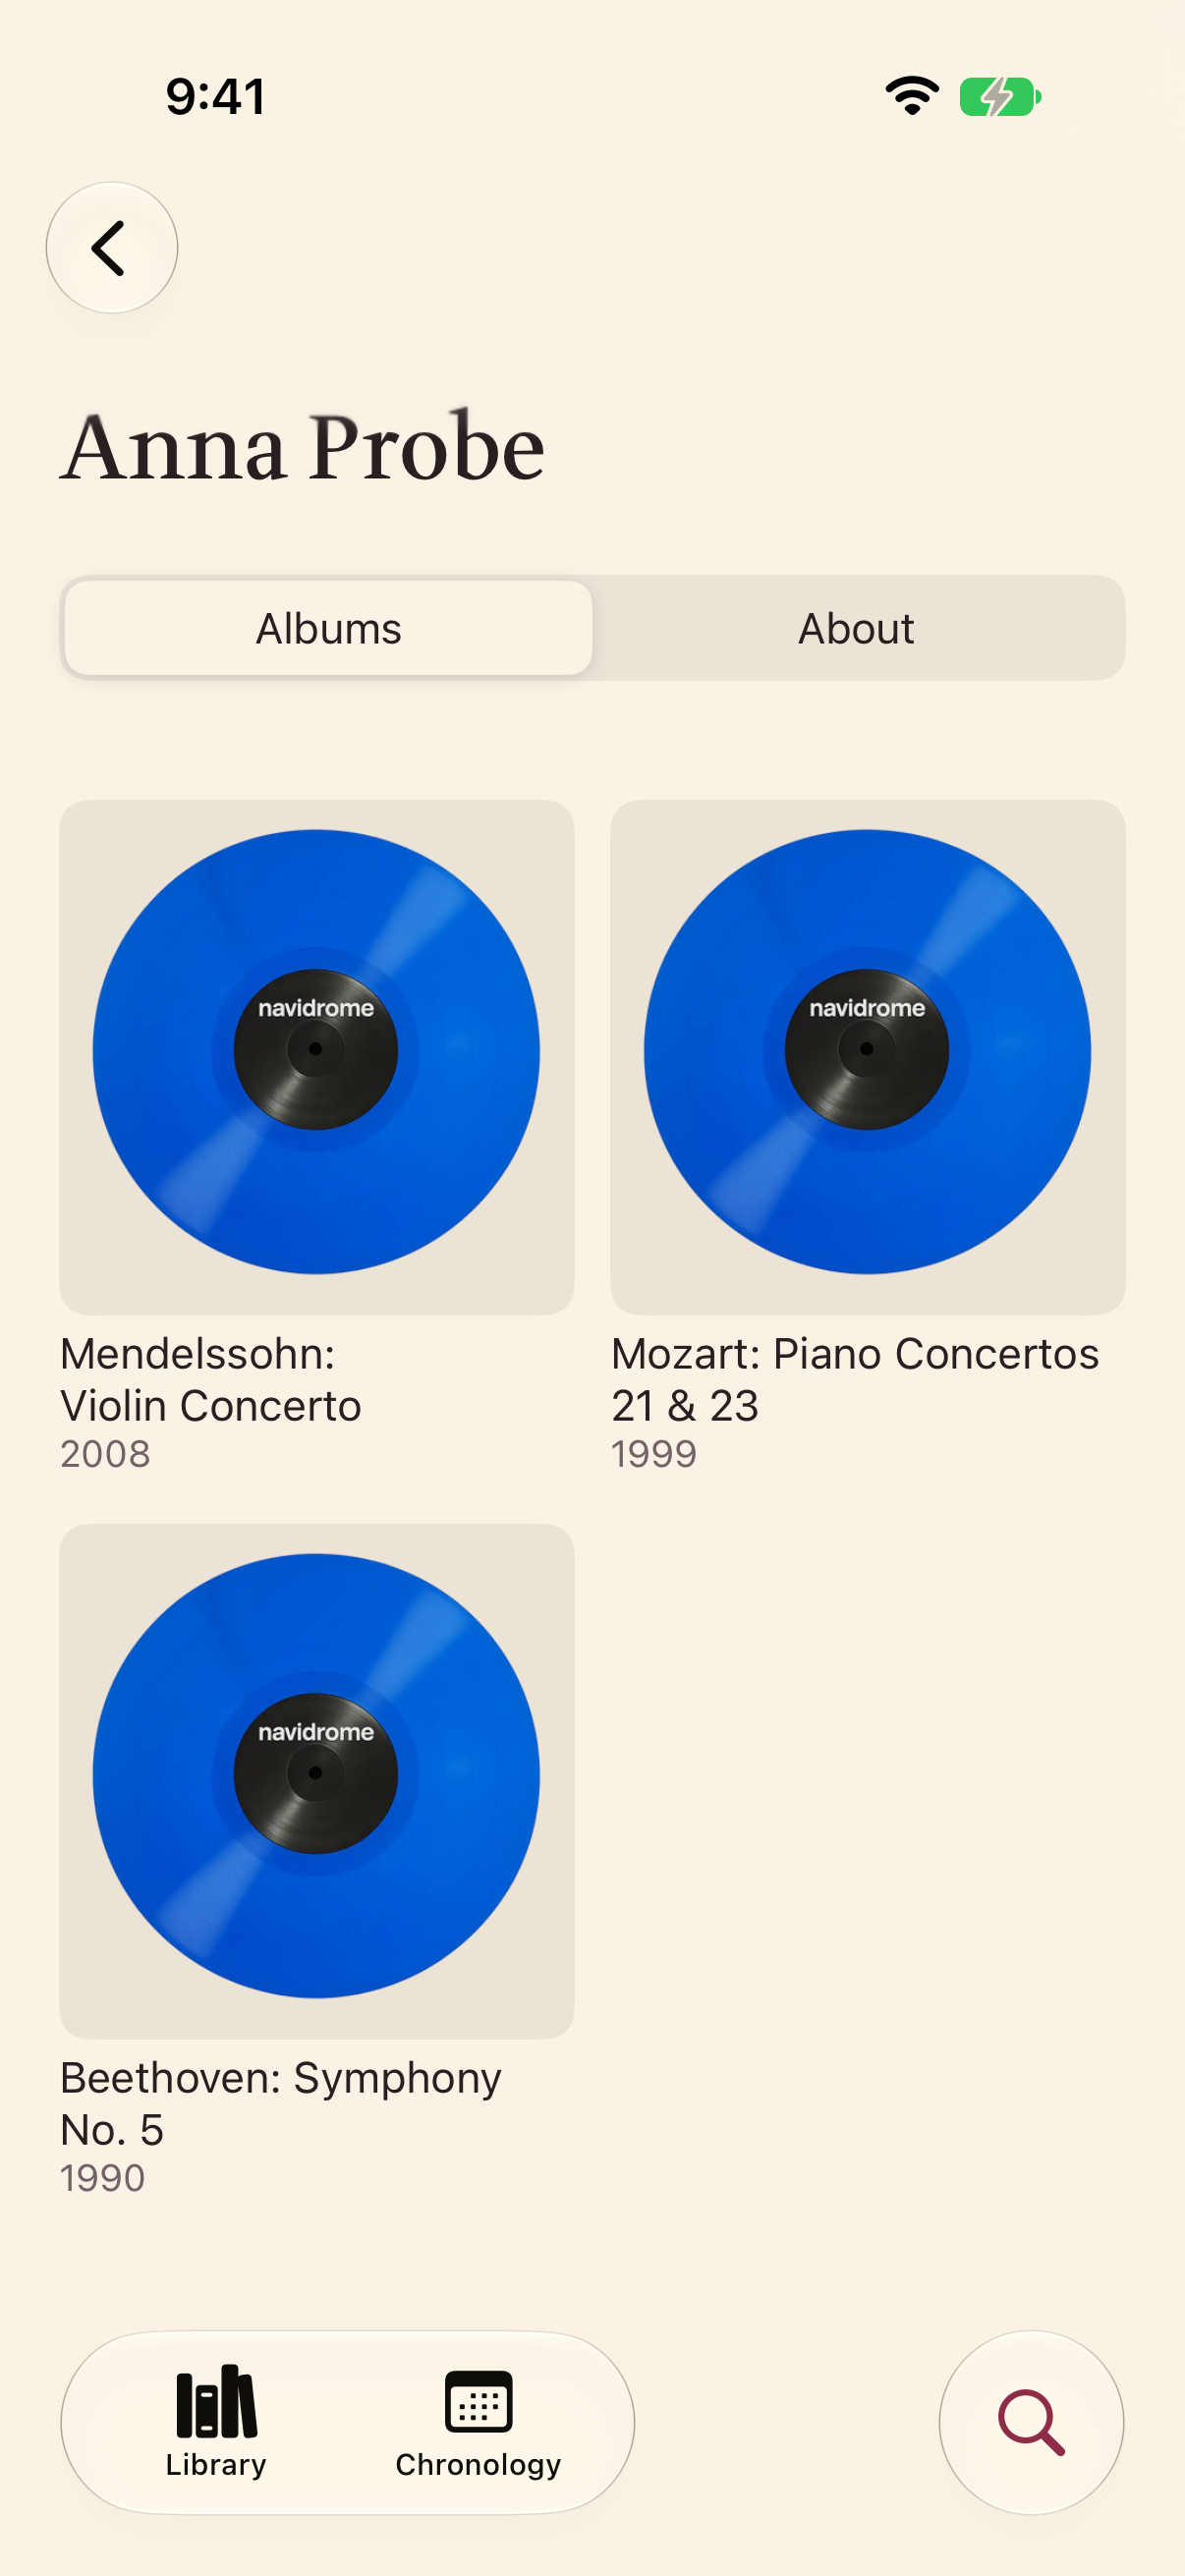 9:41
Anna Probe
Albums
About
navidrome
navidrome
Mendelssohn:
Violin Concerto
2008
Mozart: Piano Concertos
21 & 23
1999
navidrome
Beethoven: Symphony
No. 5
1990
Library
Chronology